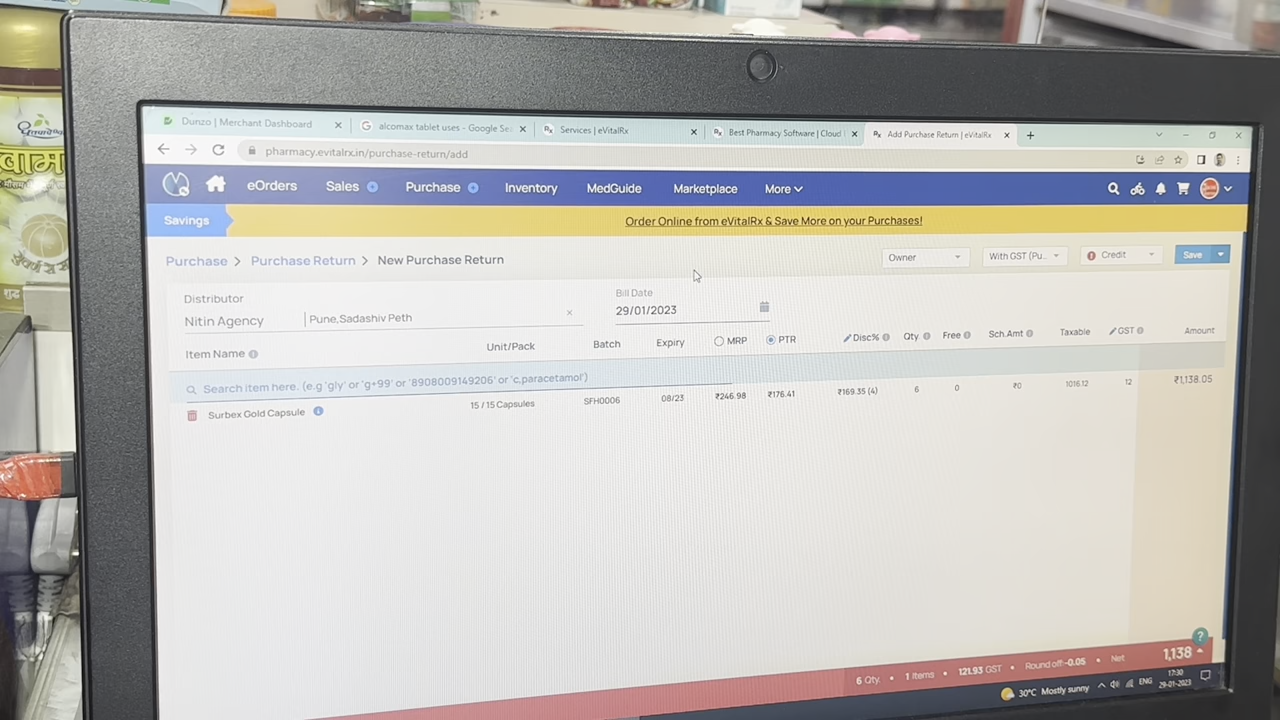 Dunzo | Merchant Dashboard
alcomax tablet uses - Google Se
Services | eVitalRx
Best Pharmacy Software | Cloud
Add Purchase Return | eVitalRx
pharmacy.evitalrx.in/purchase-return/add
eOrders Sales Purchase Inventory MedGuide Marketplace More
Savings
Order Online from eVitalRx & Save More on your Purchases!
Purchase > Purchase Return > New Purchase Return
Owner With GST (Pu... Credit Save
Distributor
Nitin Agency Pune,Sadashiv Peth
Bill Date
29/01/2023
Item Name Unit/Pack Batch Expiry MRP PTR Disc% Qty Free Sch.Amt Taxable GST Amount
Search item here. (e.g 'gly' or 'g+99' or '8908009149206' or 'c,paracetamol')
Surbex Gold Capsule 15 / 15 Capsules SFH0006 08/23 ₹246.98 ₹176.41 ₹169.35 (4) 6 0 ₹0 1016.12 12 ₹1,138.05
6 Qty. • 1 Items • 121.93 GST • Round off:-0.05 • Net 1,138
30°C Mostly sunny ENG 17:30
29-01-2023